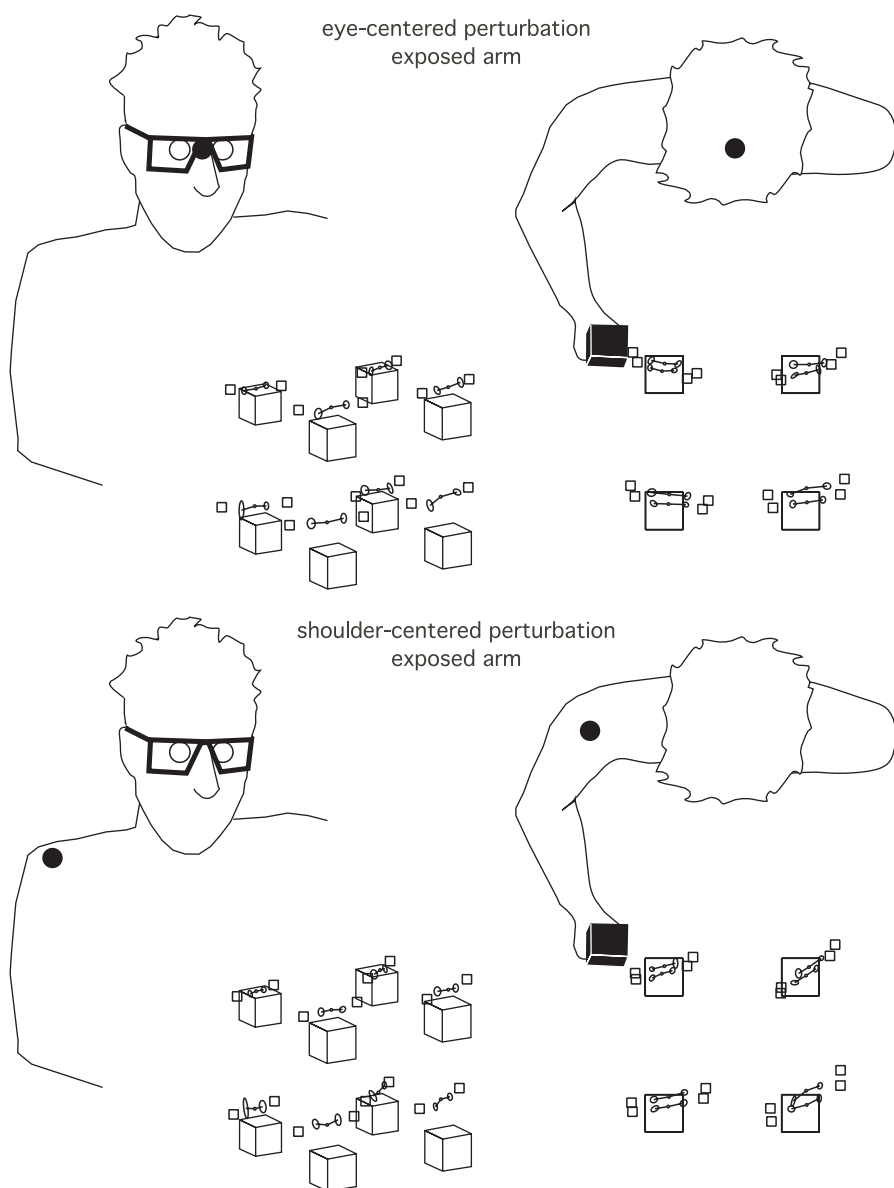 eye-centered perturbation
exposed arm
shoulder-centered perturbation
exposed arm